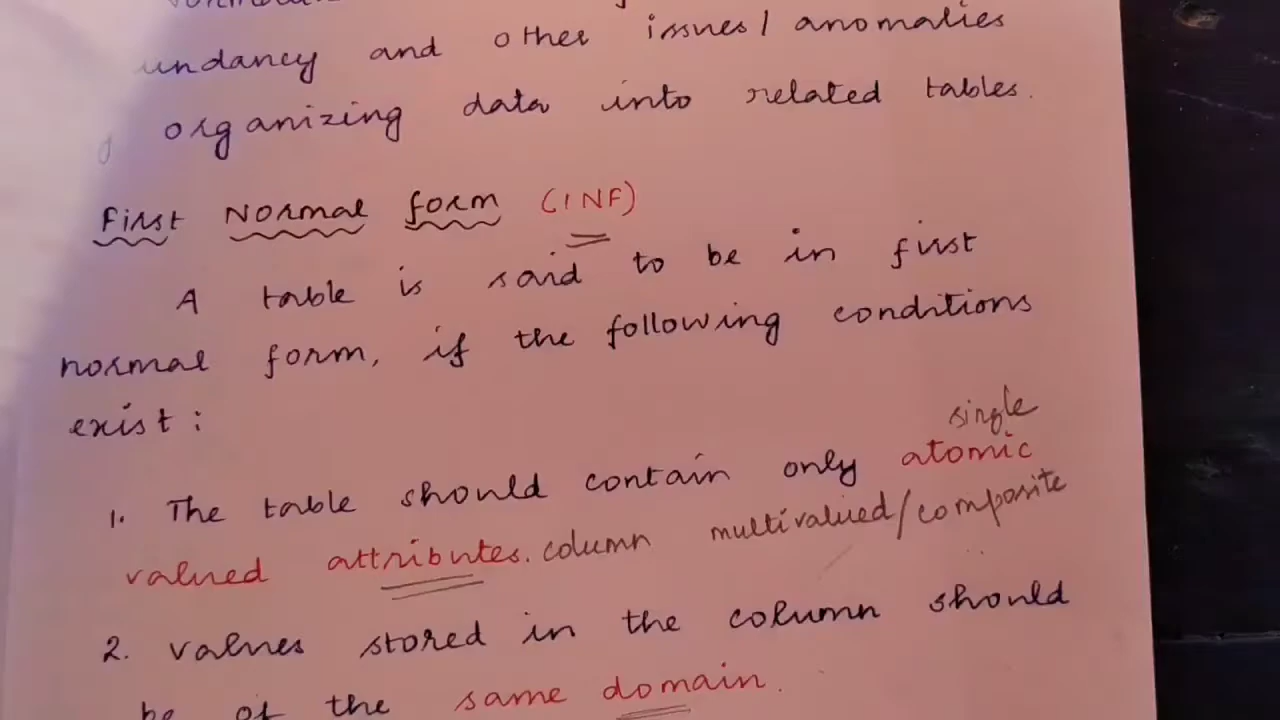 undancy and other issues/ anomalies
organizing data into related tables.
First Normal form (1NF)
A table is said to be in first
normal form, if the following conditions
exist :
single
1. The table should contain only atomic
valued attributes. column multivalued/composite
2. values stored in the column should
be of the same domain.